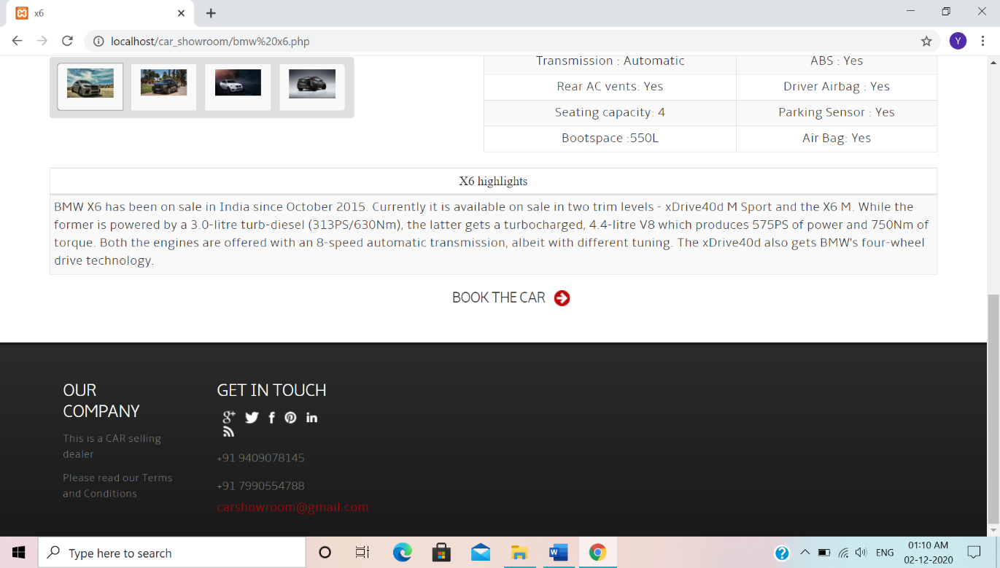 x6
localhost/car_showroom/bmw%20x6.php
Y
Transmission : Automatic
ABS : Yes
Rear AC vents: Yes
Driver Airbag : Yes
Seating capacity: 4
Parking Sensor : Yes
Bootspace :550L
Air Bag: Yes
X6 highlights
BMW X6 has been on sale in India since October 2015. Currently it is available on sale in two trim levels - xDrive40d M Sport and the X6 M. While the
former is powered by a 3.0-litre turb-diesel (313PS/630Nm), the latter gets a turbocharged, 4.4-litre V8 which produces 575PS of power and 750Nm of
torque. Both the engines are offered with an 8-speed automatic transmission, albeit with different tuning. The xDrive40d also gets BMW's four-wheel
drive technology.
BOOK THE CAR
OUR
COMPANY
This is a CAR selling
dealer
Please read our Terms
and Conditions
GET IN TOUCH
+91 9409078145
+91 7990554788
carshowroom@gmail.com
Type here to search
ENG
01:10 AM
02-12-2020